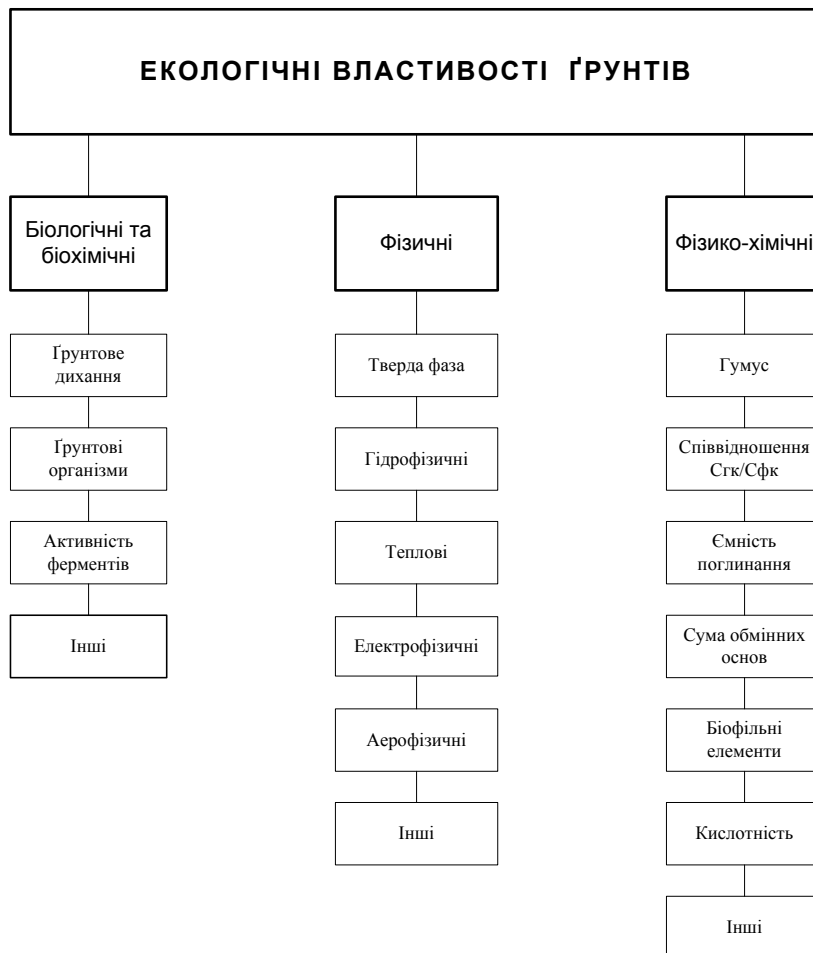 ЕКОЛОГІЧНІ ВЛАСТИВОСТІ ҐРУНТІВ
Біологічні та
біохімічні
Ґрунтове
дихання
Ґрунтові
організми
Активність
ферментів
Інші
Фізичні
Тверда фаза
Гідрофізичні
Теплові
Електрофізичні
Аерофізичні
Інші
Фізико-хімічні
Гумус
Співвідношення
Сгк/Сфк
Ємність
поглинання
Сума обмінних
основ
Біофільні
елементи
Кислотність
Інші